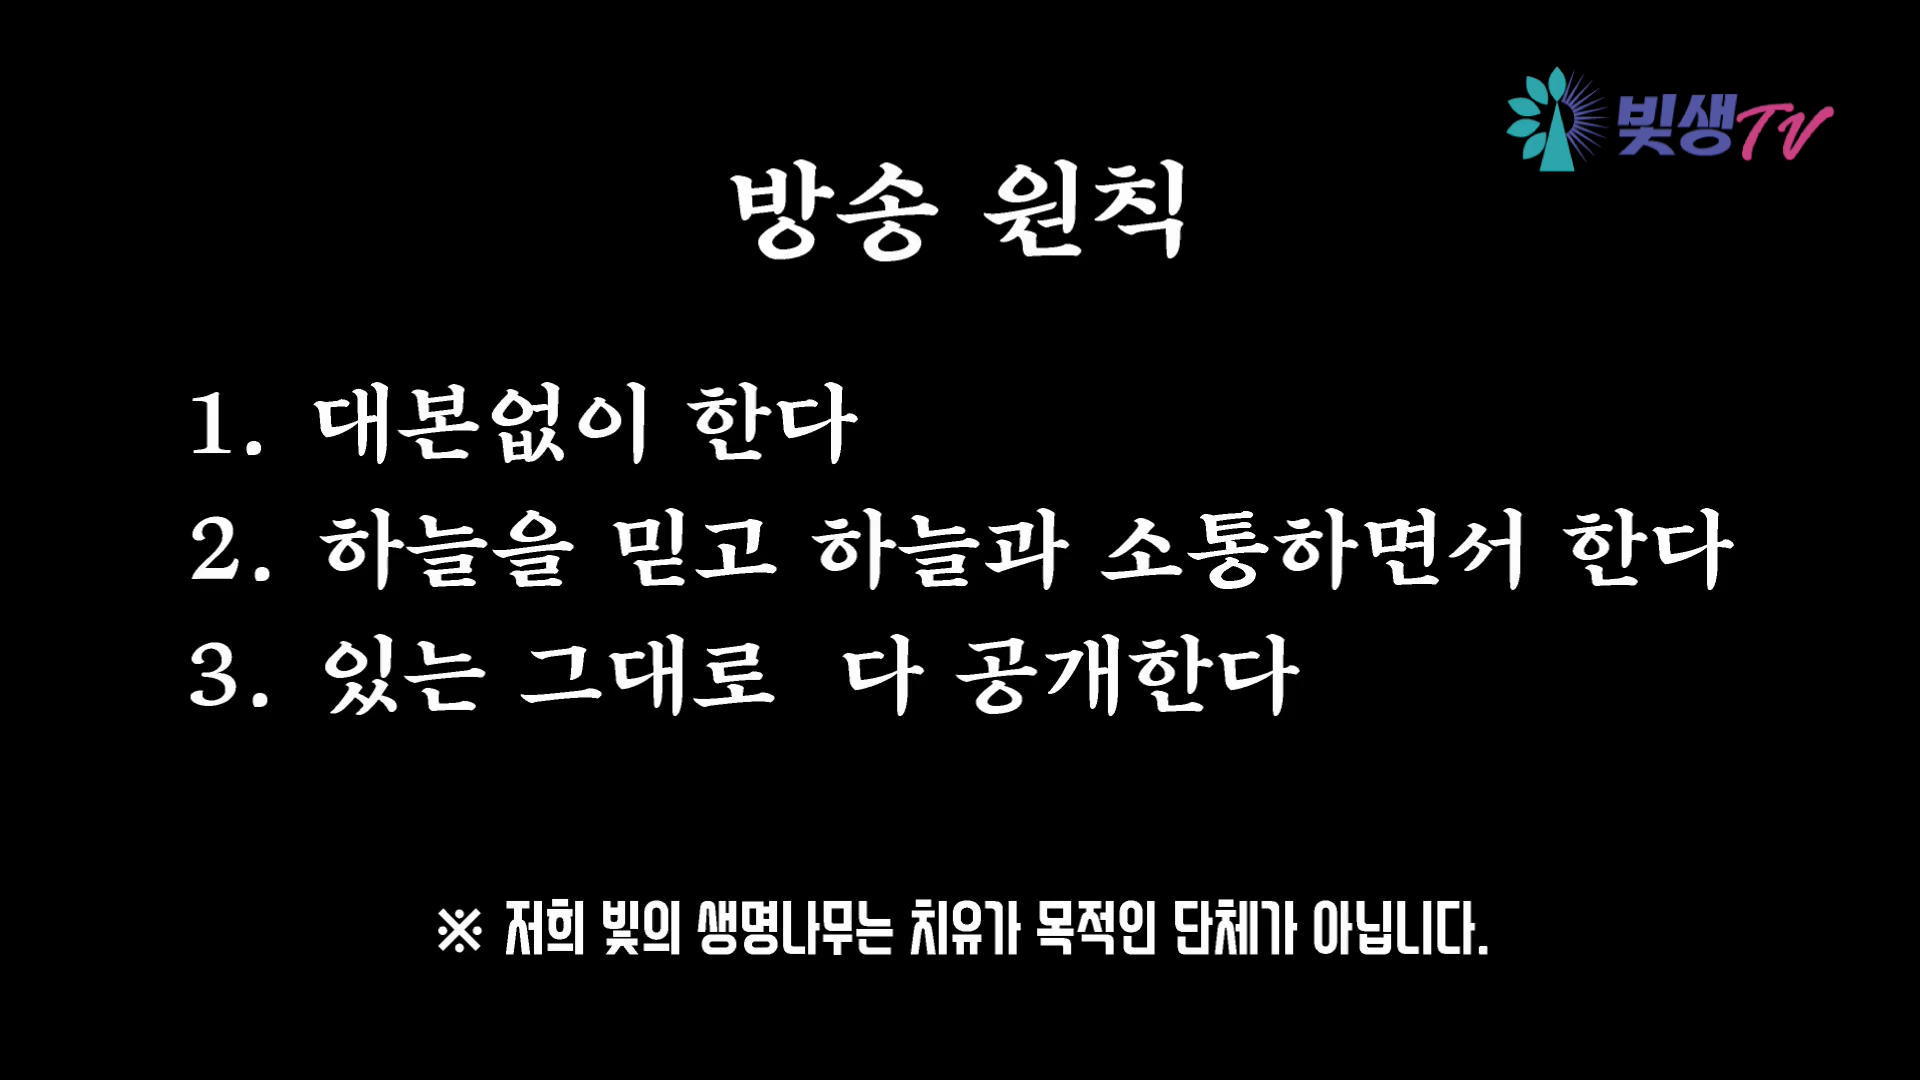 빛생TV
방송 원칙
1. 대본없이 한다
2. 하늘을 믿고 하늘과 소통하면서 한다
3. 있는 그대로 다 공개한다
※ 저희 빛의 생명나무는 치유가 목적인 단체가 아닙니다.